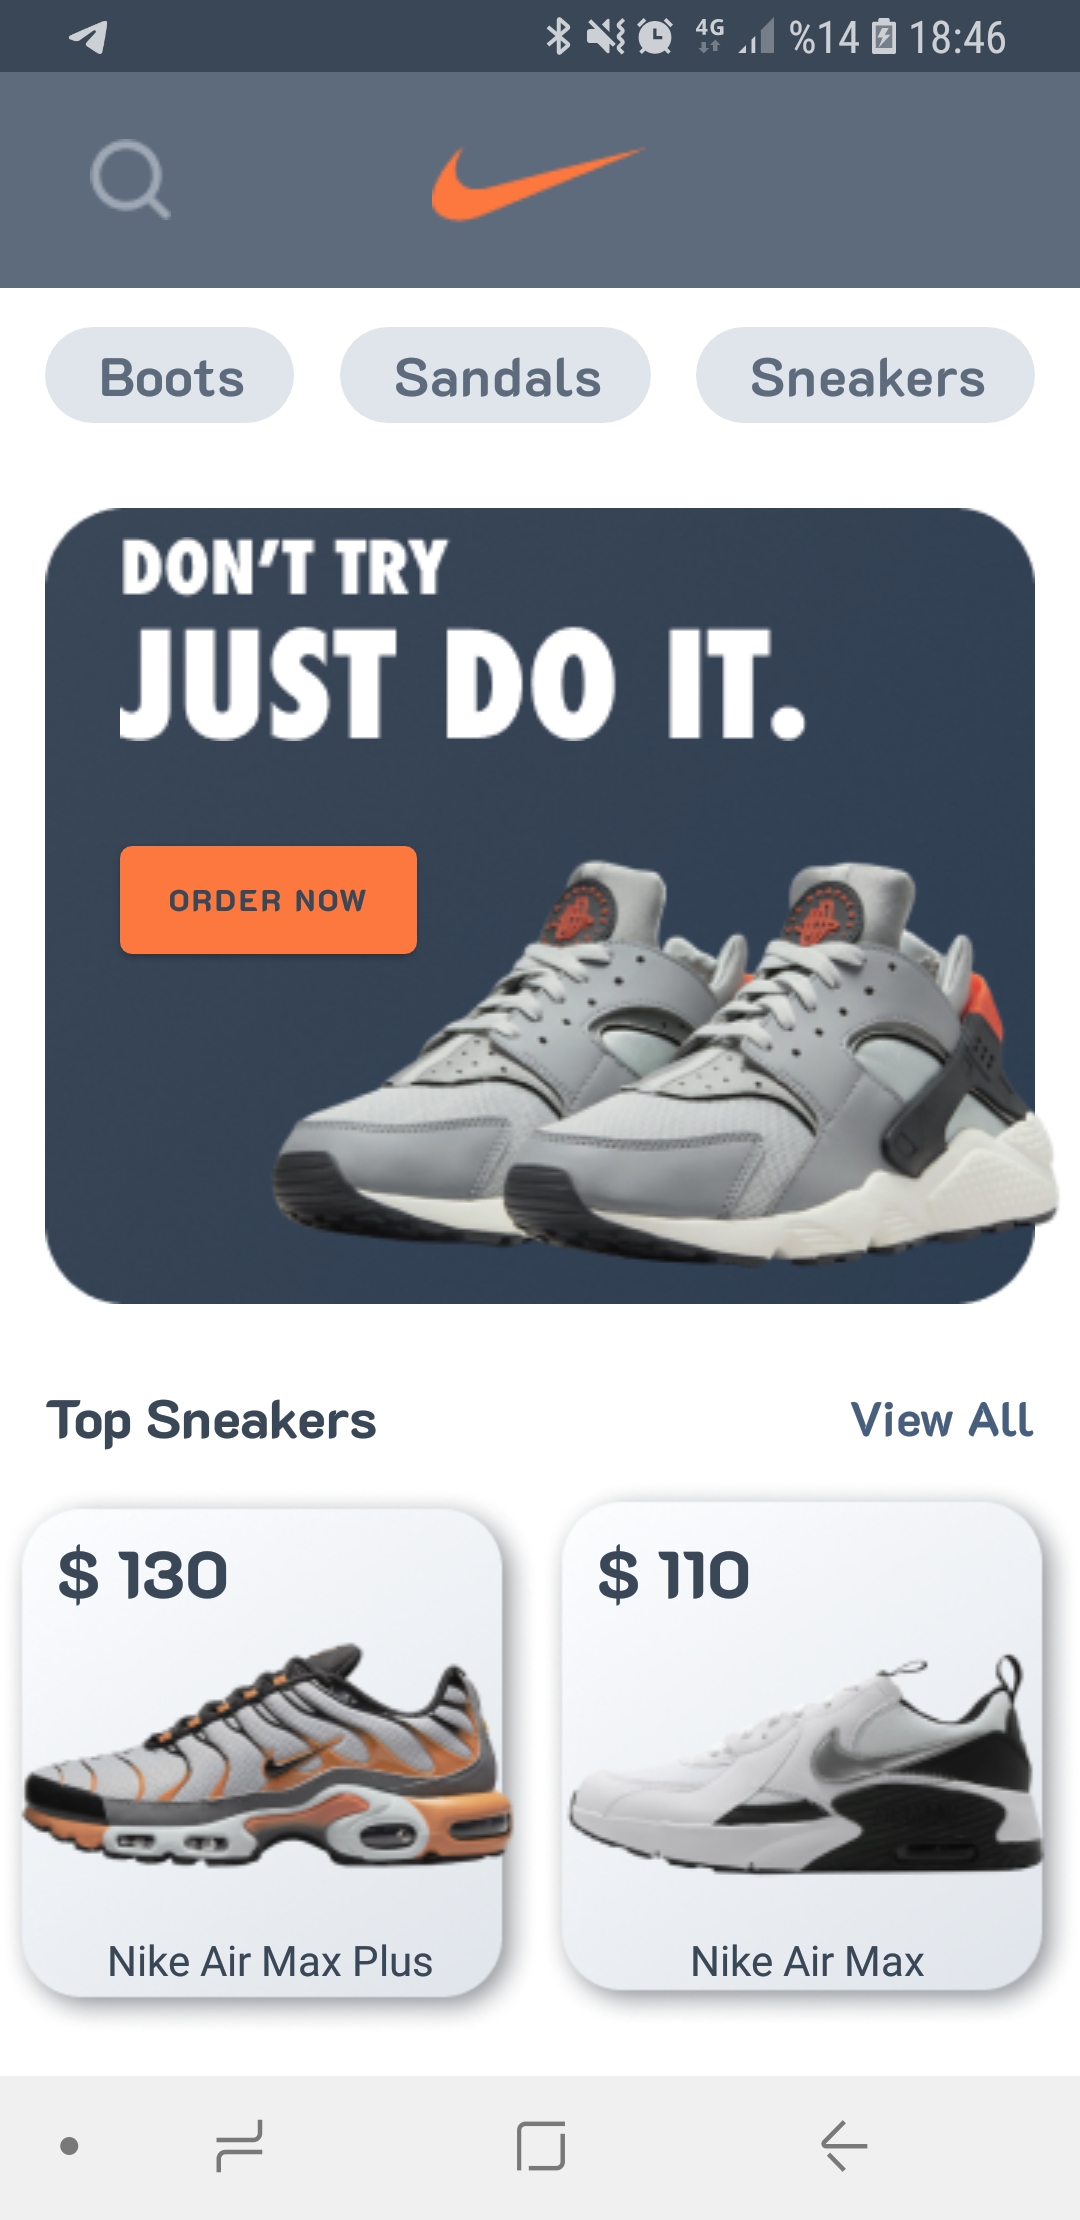 4G %14 18:46
Boots Sandals Sneakers
DON'T TRY
JUST DO IT.
ORDER NOW
Top Sneakers View All
$ 130 $ 110
Nike Air Max Plus Nike Air Max